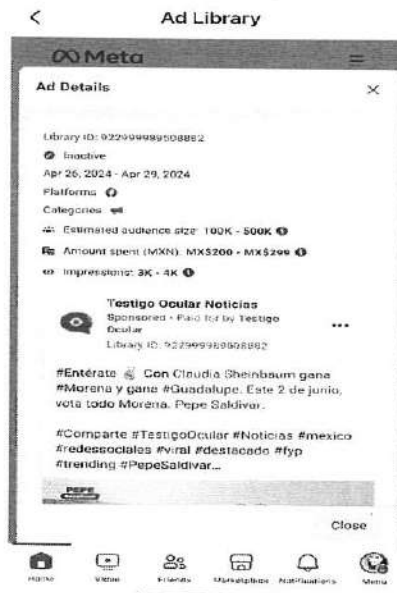 Ad Library
Meta
Ad Details
Library ID: 922999989508882
Inactive
Apr 26, 2024 - Apr 29, 2024
Platforms
Categories
Estimated audience size: 100K - 500K
Amount spent (MXN): MX$200 - MX$299
Impressions: 3K - 4K
Testigo Ocular Noticias
Sponsored • Paid for by Testigo
Ocular
Library ID: 922999989508882
#Entérate Con Claudia Sheinbaum gana
#Morena y gana #Guadalupe. Este 2 de junio,
vota todo Morena. Pepe Saldívar.
#Comparte #TestigoOcular #Noticias #mexico
#redessociales #viral #destacado #fyp
#trending #PepeSaldivar...
PEPE
Close
Home
Video
Friends
Marketplace
Notifications
Menu